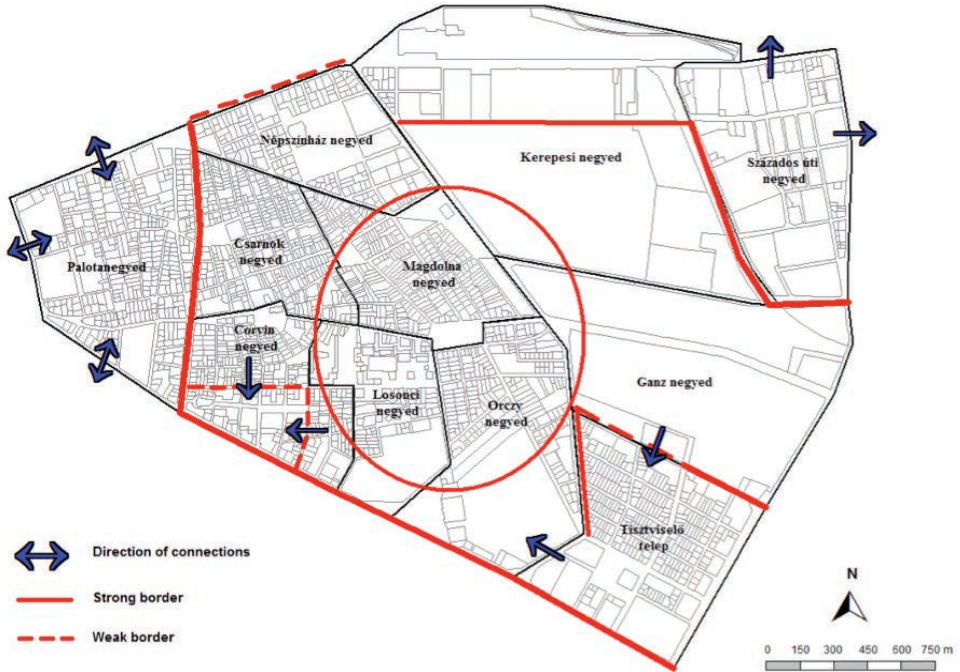 Népszínház negyed
Kerepesi negyed
Százados úti
negyed
Palotanegyed
Csarnok
negyed
Magdolna
negyed
Corvin
negyed
Losonci
negyed
Orczy
negyed
Ganz negyed
Tisztviselő
telep
Direction of connections
Strong border
Weak border
N
0 150 300 450 600 750 m